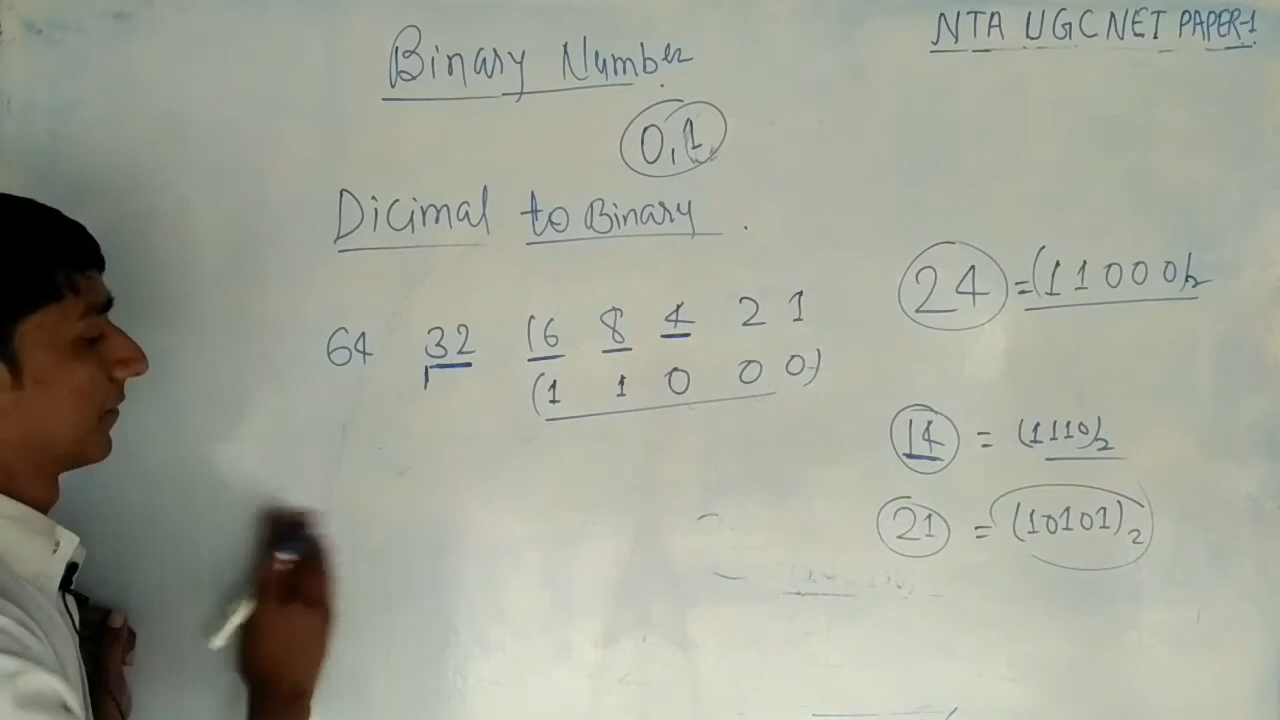 NTA UGC NET PAPER-1
Binary Number
0,1
Dicimal to Binary.
24 = (11000)2
64 32 16 8 4 2 1
(1 1 0 0 0)
14 = (1110)2
21 = (10101)2